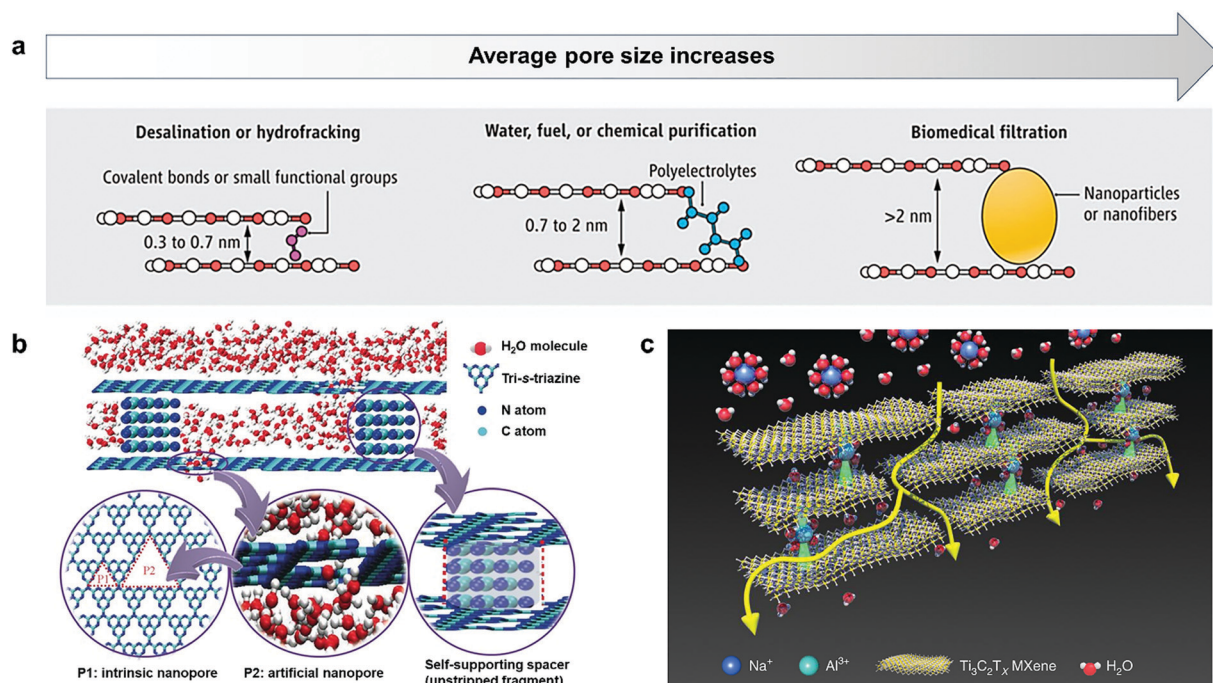 a
Average pore size increases
Desalination or hydrofracking
Covalent bonds or small functional groups
0.3 to 0.7 nm
Water, fuel, or chemical purification
Polyelectrolytes
0.7 to 2 nm
Biomedical filtration
>2 nm
Nanoparticles
or nanofibers
b
H₂O molecule
Tri-s-triazine
N atom
C atom
P1
P2
P1: intrinsic nanopore
P2: artificial nanopore
Self-supporting spacer
(unstripped fragment)
c
Na⁺
Al³⁺
Ti₃C₂Tₓ MXene
H₂O